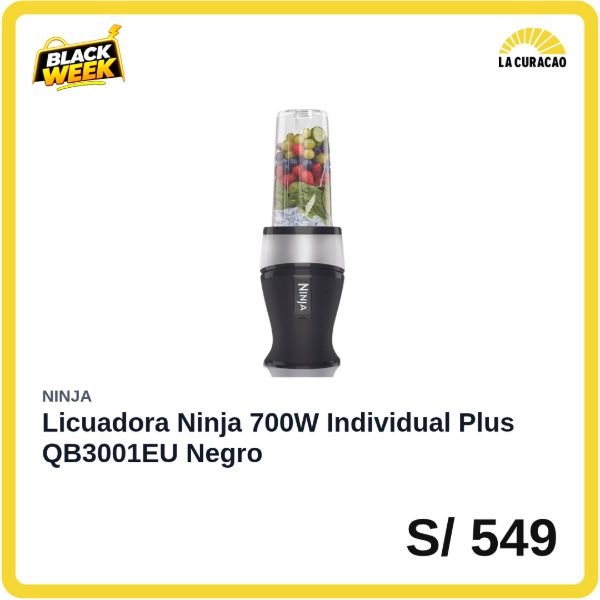 BLACK
WEEK
LA CURACAO
NINJA
NINJA
Licuadora Ninja 700W Individual Plus
QB3001EU Negro
S/ 549